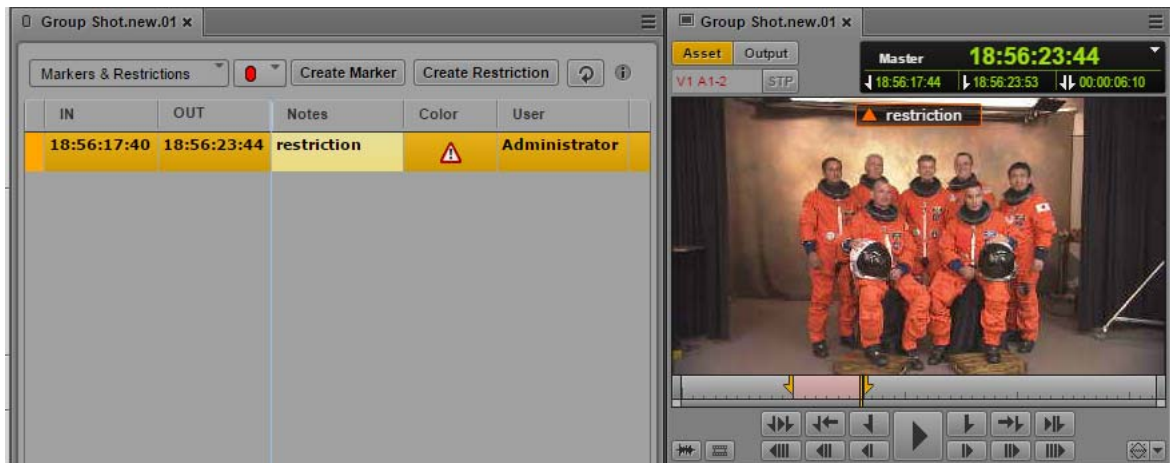 Group Shot.new.01 ×
Markers & Restrictions
Create Marker
Create Restriction
IN OUT Notes Color User
18:56:17:40 18:56:23:44 restriction Administrator
Group Shot.new.01 ×
Asset Output
Master 18:56:23:44
V1 A1-2 STP
18:56:17:44 18:56:23:53 00:00:06:10
restriction